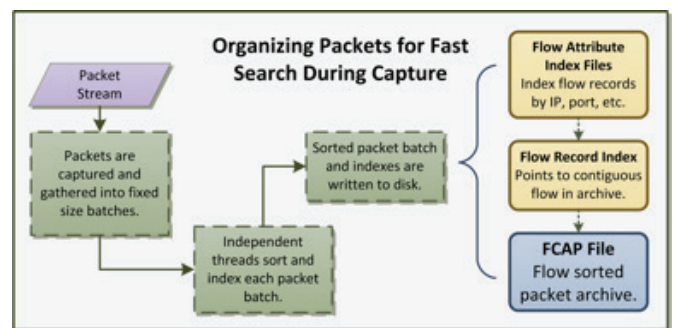 Organizing Packets for Fast
Search During Capture
Packet
Stream
Packets are
captured and
gathered into fixed
size batches.
Independent
threads sort and
index each packet
batch.
Sorted packet batch
and indexes are
written to disk.
Flow Attribute
Index Files
Index flow records
by IP, port, etc.
Flow Record Index
Points to contiguous
flow in archive.
FCAP File
Flow sorted
packet archive.